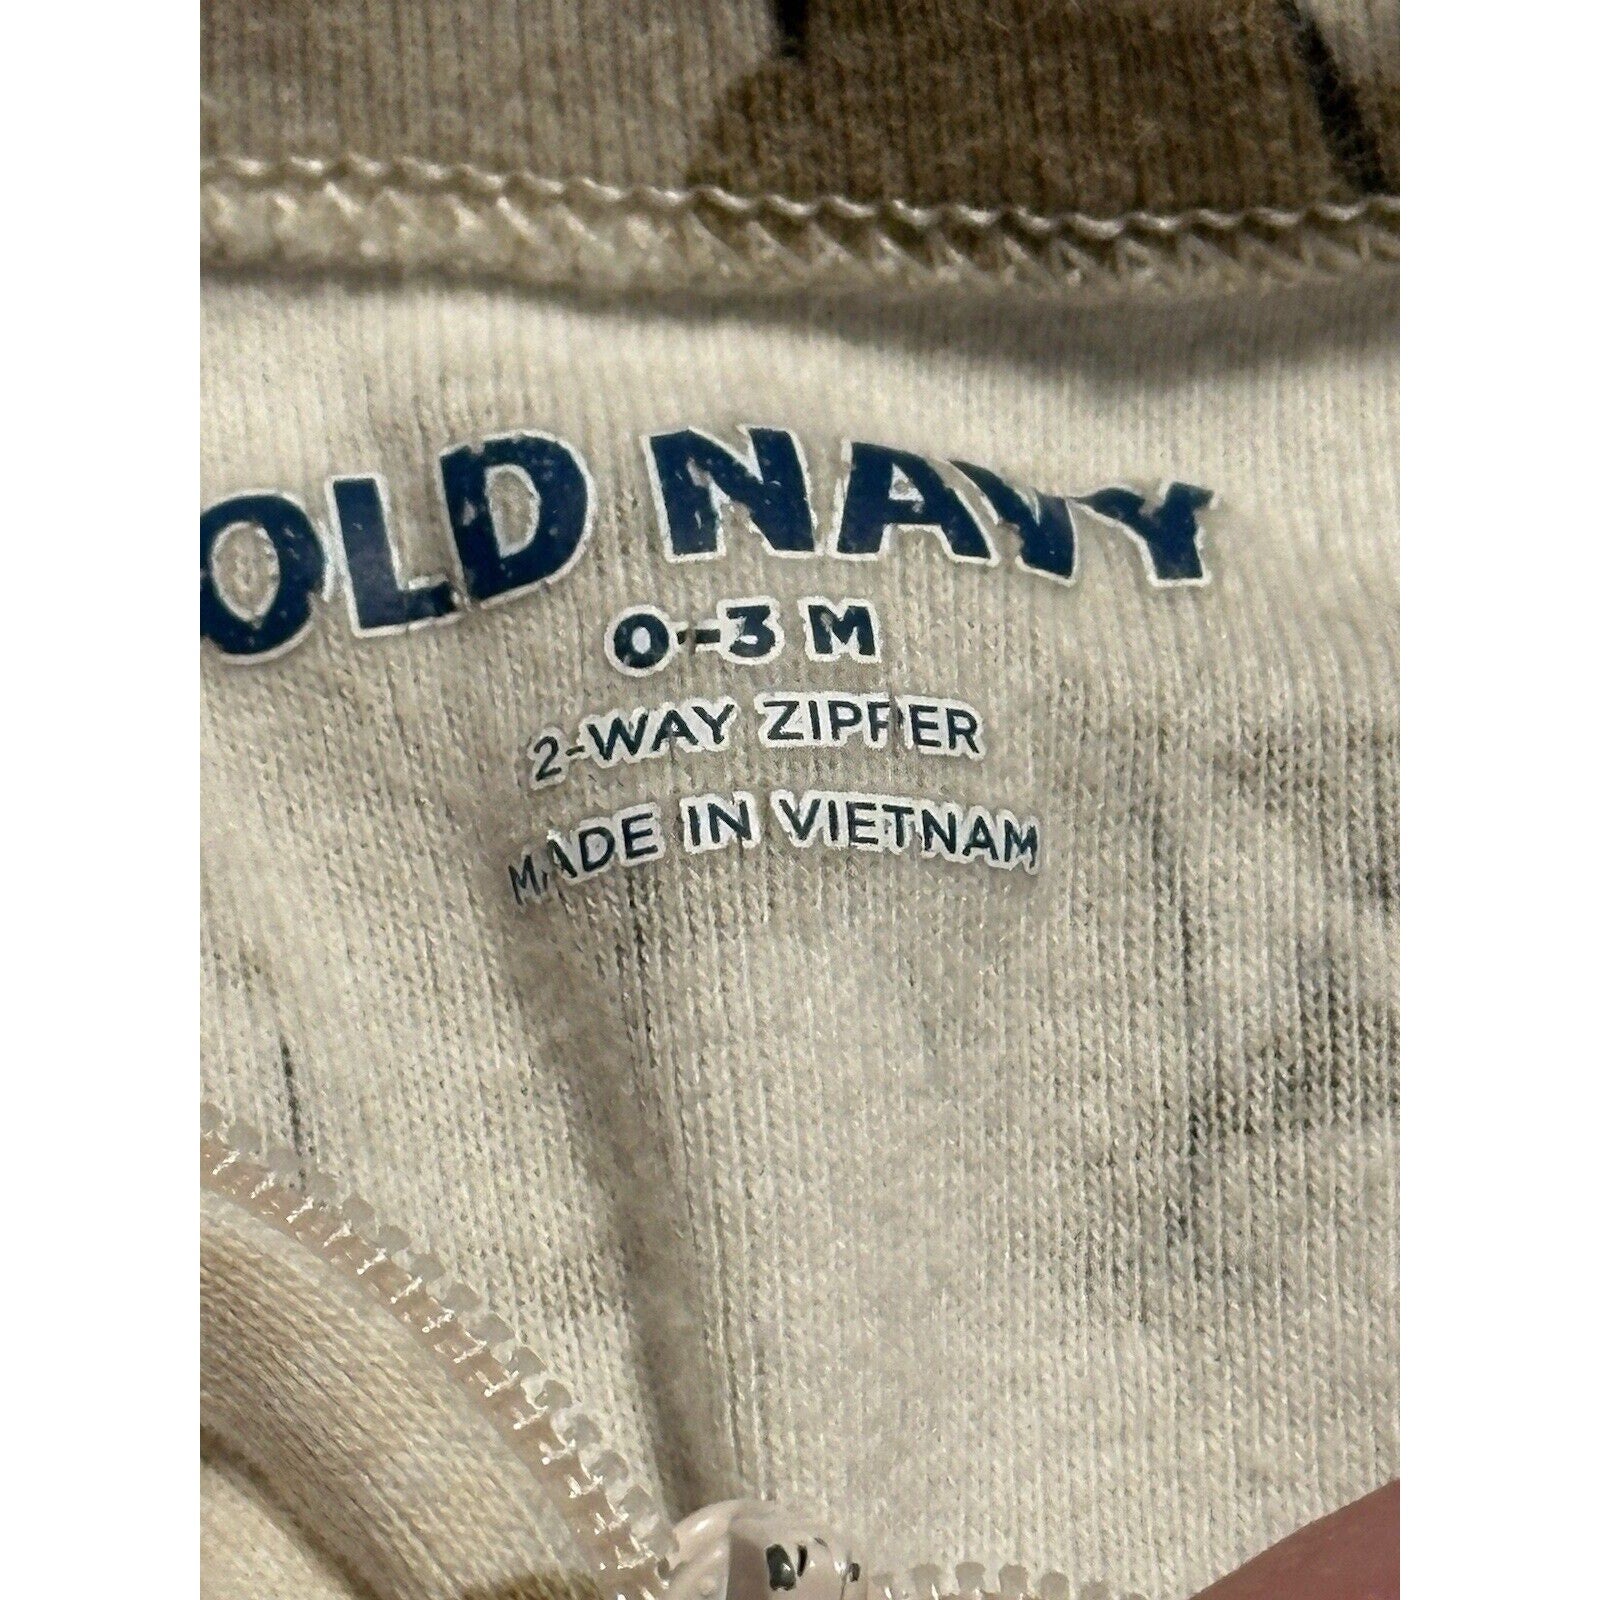 OLD NAVY
0-3 M
2-WAY ZIPPER
MADE IN VIETNAM